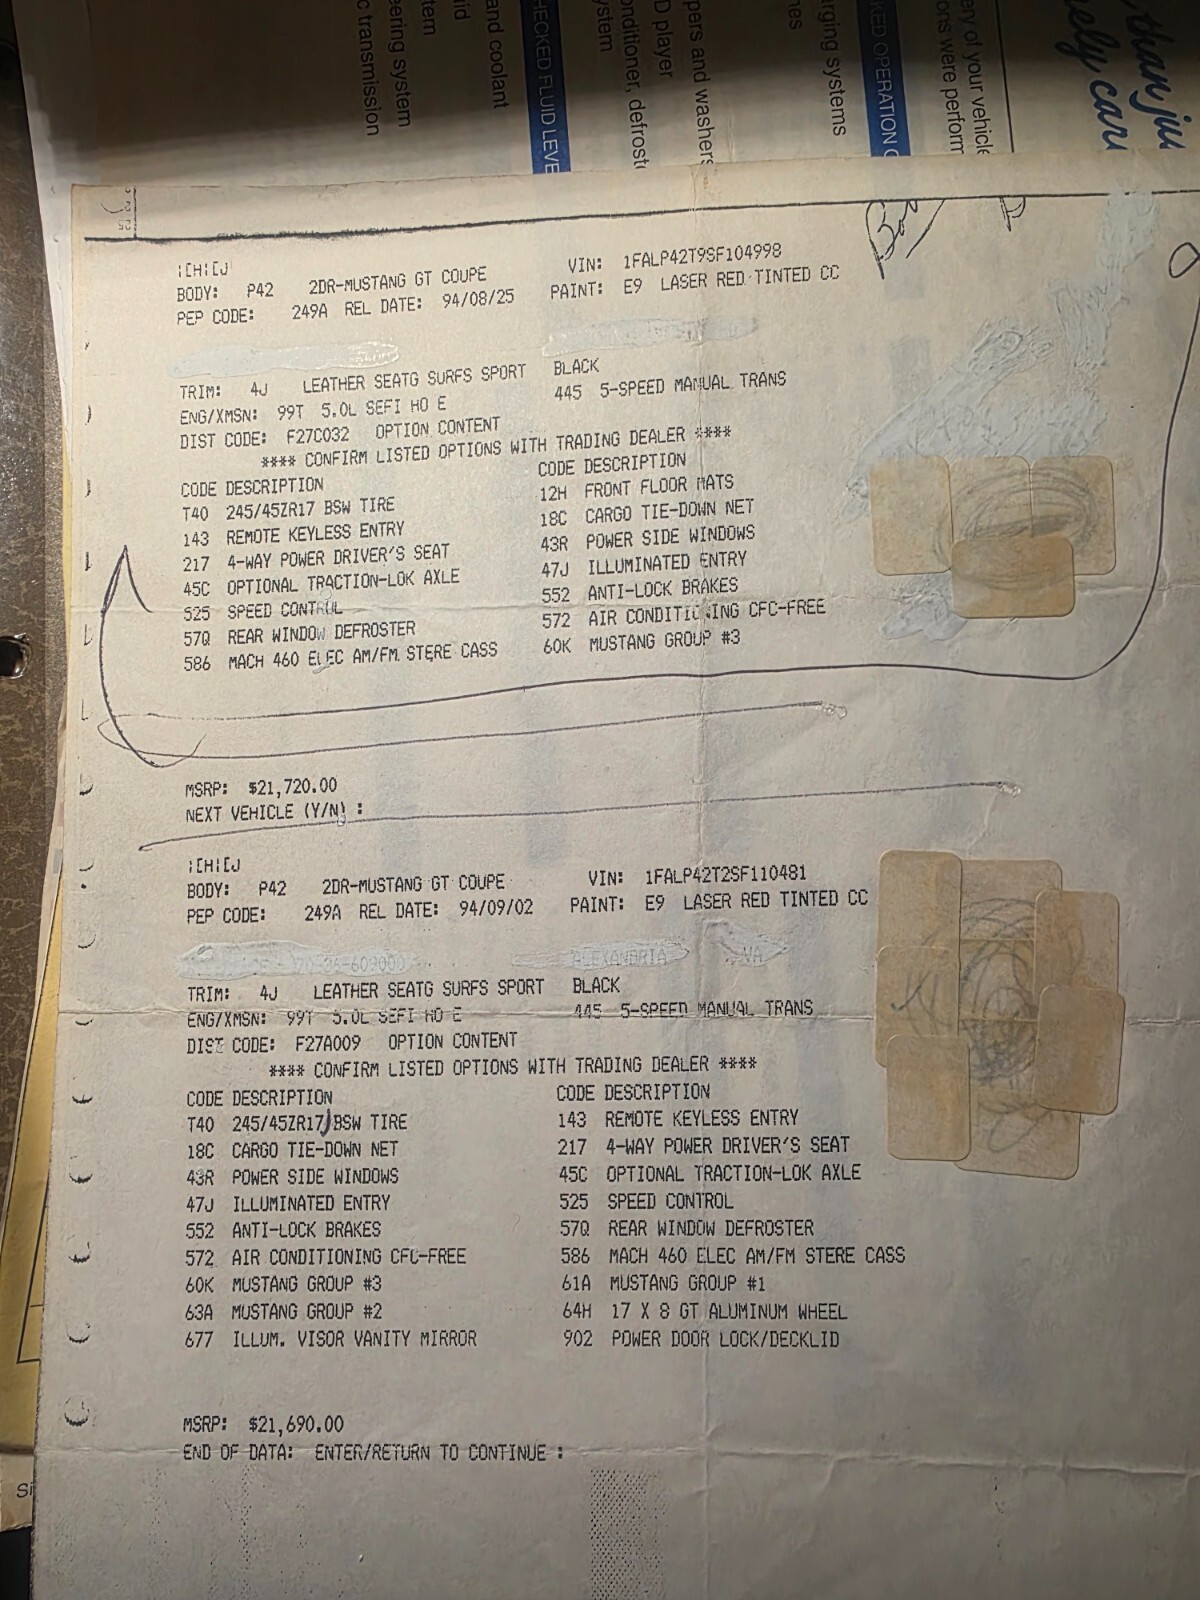 than jus
nely cari
ery of your vehicle
ons were perform
KED OPERATION O
rging systems
nes
pers and washers
D player
onditioner, defroste
ystem
HECKED FLUID LEVE
and coolant
id
tem
eering system
c transmission
BODY: P42 2DR-MUSTANG GT COUPE VIN: 1FALP42T9SF104998
PEP CODE: 249A REL DATE: 94/08/25 PAINT: E9 LASER RED TINTED CC
TRIM: 4J LEATHER SEATG SURFS SPORT BLACK
ENG/XMSN: 99T 5.0L SEFI HO E 445 5-SPEED MANUAL TRANS
DIST CODE: F27C032 OPTION CONTENT
**** CONFIRM LISTED OPTIONS WITH TRADING DEALER ****
CODE DESCRIPTION CODE DESCRIPTION
T40 245/45ZR17 BSW TIRE 12H FRONT FLOOR MATS
143 REMOTE KEYLESS ENTRY 18C CARGO TIE-DOWN NET
217 4-WAY POWER DRIVER'S SEAT 43R POWER SIDE WINDOWS
45C OPTIONAL TRACTION-LOK AXLE 47J ILLUMINATED ENTRY
525 SPEED CONTROL 552 ANTI-LOCK BRAKES
57Q REAR WINDOW DEFROSTER 572 AIR CONDITIONING CFC-FREE
586 MACH 460 ELEC AM/FM STERE CASS 60K MUSTANG GROUP #3
MSRP: $21,720.00
NEXT VEHICLE (Y/N) :
BODY: P42 2DR-MUSTANG GT COUPE VIN: 1FALP42T2SF110481
PEP CODE: 249A REL DATE: 94/09/02 PAINT: E9 LASER RED TINTED CC
ALEXANDRIA VA
TRIM: 4J LEATHER SEATG SURFS SPORT BLACK
ENG/XMSN: 99T 5.0L SEFI HO E 445 5-SPEED MANUAL TRANS
DIST CODE: F27A009 OPTION CONTENT
**** CONFIRM LISTED OPTIONS WITH TRADING DEALER ****
CODE DESCRIPTION CODE DESCRIPTION
T40 245/45ZR17 BSW TIRE 143 REMOTE KEYLESS ENTRY
18C CARGO TIE-DOWN NET 217 4-WAY POWER DRIVER'S SEAT
43R POWER SIDE WINDOWS 45C OPTIONAL TRACTION-LOK AXLE
47J ILLUMINATED ENTRY 525 SPEED CONTROL
552 ANTI-LOCK BRAKES 57Q REAR WINDOW DEFROSTER
572 AIR CONDITIONING CFC-FREE 586 MACH 460 ELEC AM/FM STERE CASS
60K MUSTANG GROUP #3 61A MUSTANG GROUP #1
63A MUSTANG GROUP #2 64H 17 X 8 GT ALUMINUM WHEEL
677 ILLUM. VISOR VANITY MIRROR 902 POWER DOOR LOCK/DECKLID
MSRP: $21,690.00
END OF DATA: ENTER/RETURN TO CONTINUE :
Si